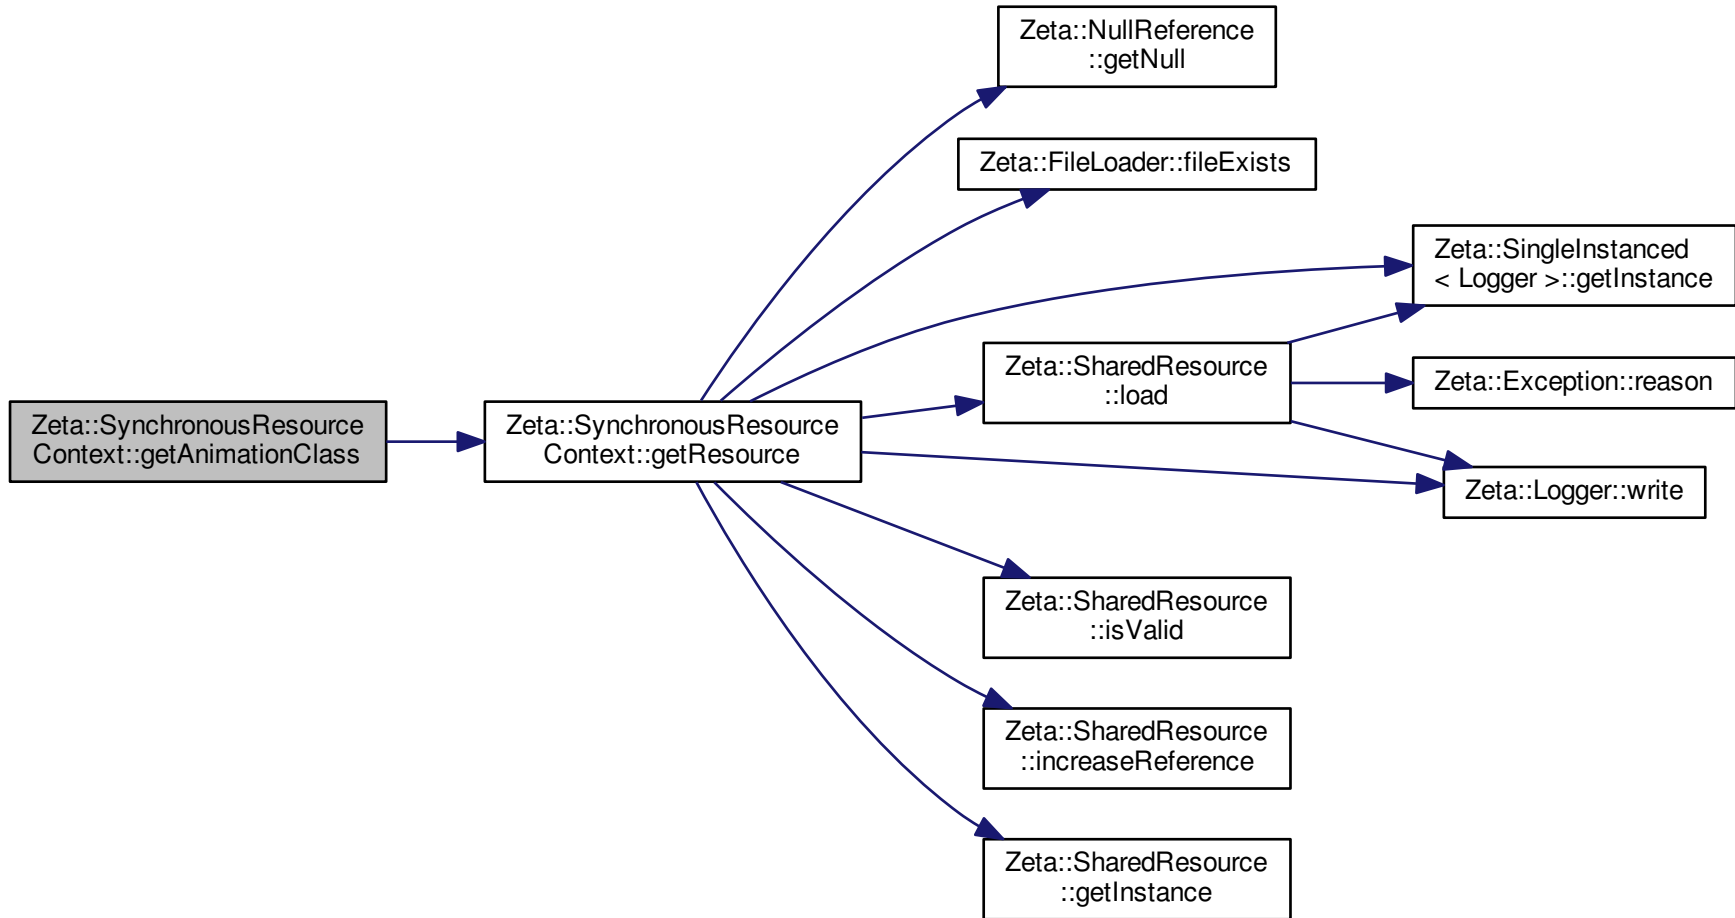 Zeta::NullReference
::getNull
Zeta::FileLoader::fileExists
Zeta::SingleInstanced
< Logger >::getInstance
Zeta::SharedResource
::load
Zeta::Exception::reason
Zeta::SynchronousResource
Context::getAnimationClass
Zeta::SynchronousResource
Context::getResource
Zeta::Logger::write
Zeta::SharedResource
::isValid
Zeta::SharedResource
::increaseReference
Zeta::SharedResource
::getInstance